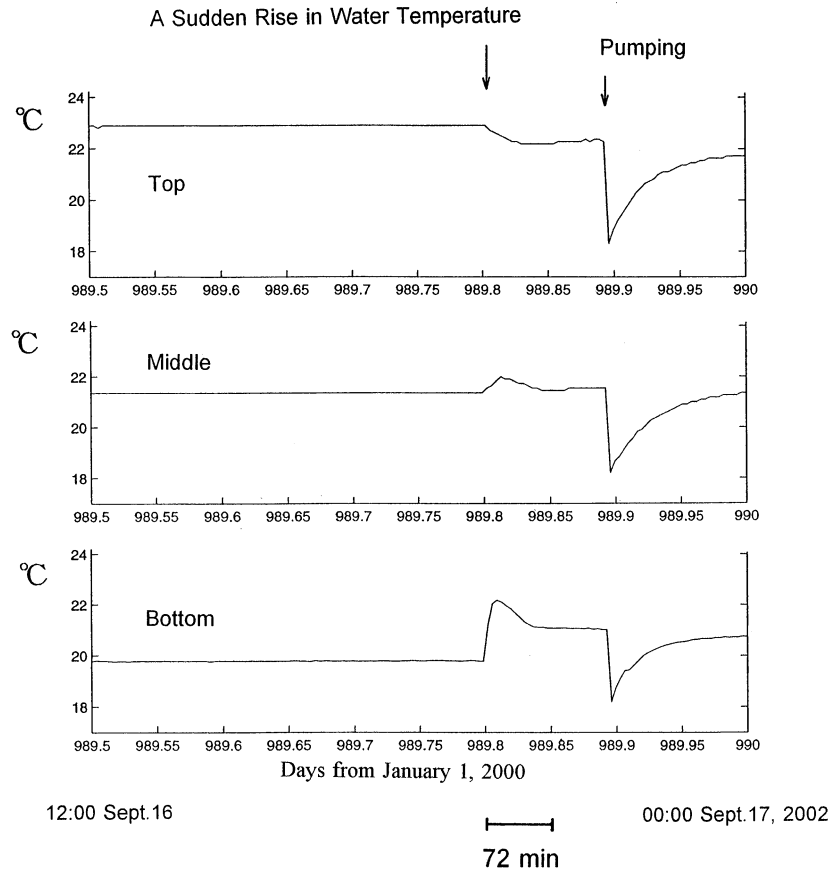 A Sudden Rise in Water Temperature
Pumping
℃
24
22
20
18
Top
989.5 989.55 989.6 989.65 989.7 989.75 989.8 989.85 989.9 989.95 990
℃
24
22
20
18
Middle
989.5 989.55 989.6 989.65 989.7 989.75 989.8 989.85 989.9 989.95 990
℃
24
22
20
18
Bottom
989.5 989.55 989.6 989.65 989.7 989.75 989.8 989.85 989.9 989.95 990
Days from January 1, 2000
12:00 Sept.16
00:00 Sept.17, 2002
72 min